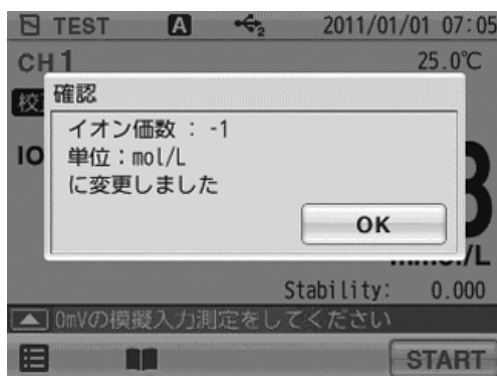 TEST A 2 2011/01/01 07:05
CH1 25.0℃
校
確認
イオン価数 : -1
単位：mol/L
に変更しました
IO
OK
/L
Stability: 0.000
0mVの模擬入力測定をしてください
START